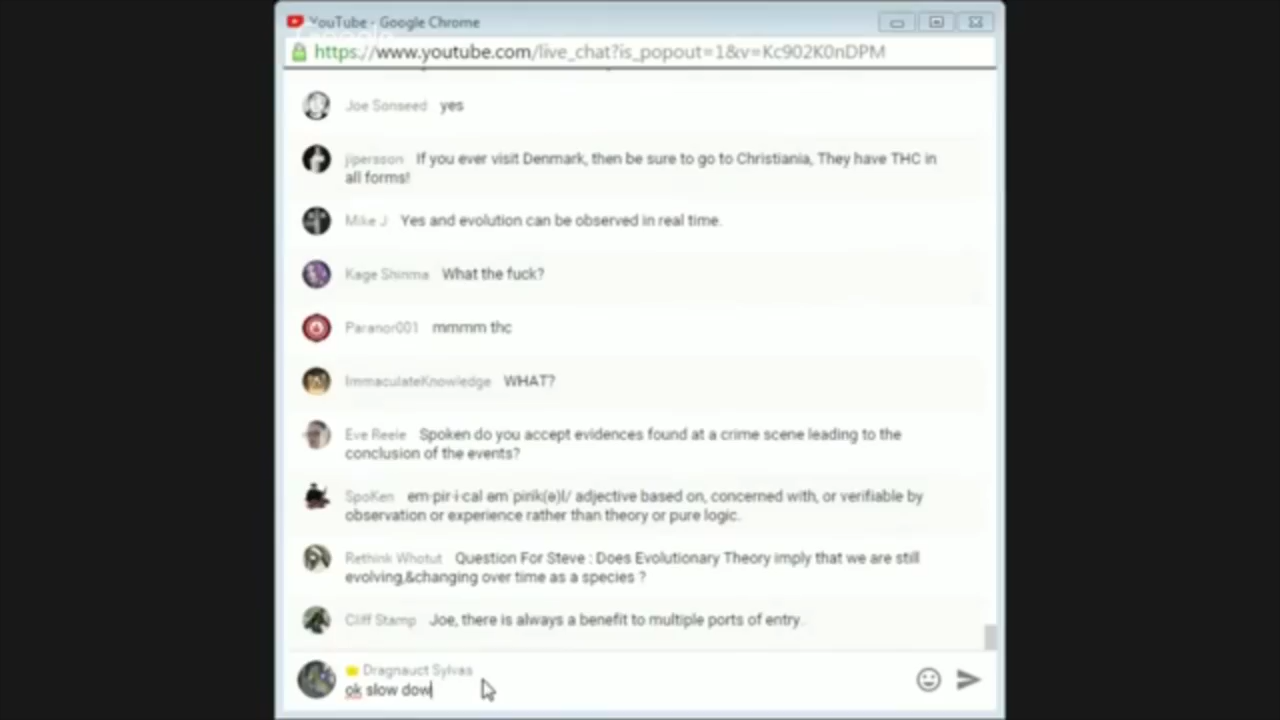 YouTube - Google Chrome
Google
https://www.youtube.com/live_chat?is_popout=1&v=Kc902K0nDPM
Joe Sonseed yes
jipersson If you ever visit Denmark, then be sure to go to Christiania, They have THC in
all forms!
Mike J Yes and evolution can be observed in real time.
Kage Shinma What the fuck?
Paranor001 mmmm thc
ImmaculateKnowledge WHAT?
Eve Reele Spoken do you accept evidences found at a crime scene leading to the
conclusion of the events?
SpoKen em·pir·i·cal əmˈpirik(ə)l/ adjective based on, concerned with, or verifiable by
observation or experience rather than theory or pure logic.
Rethink Whotut Question For Steve : Does Evolutionary Theory imply that we are still
evolving,&changing over time as a species ?
Cliff Stamp Joe, there is always a benefit to multiple ports of entry.
Dragnauct Sylvas
ok slow dow